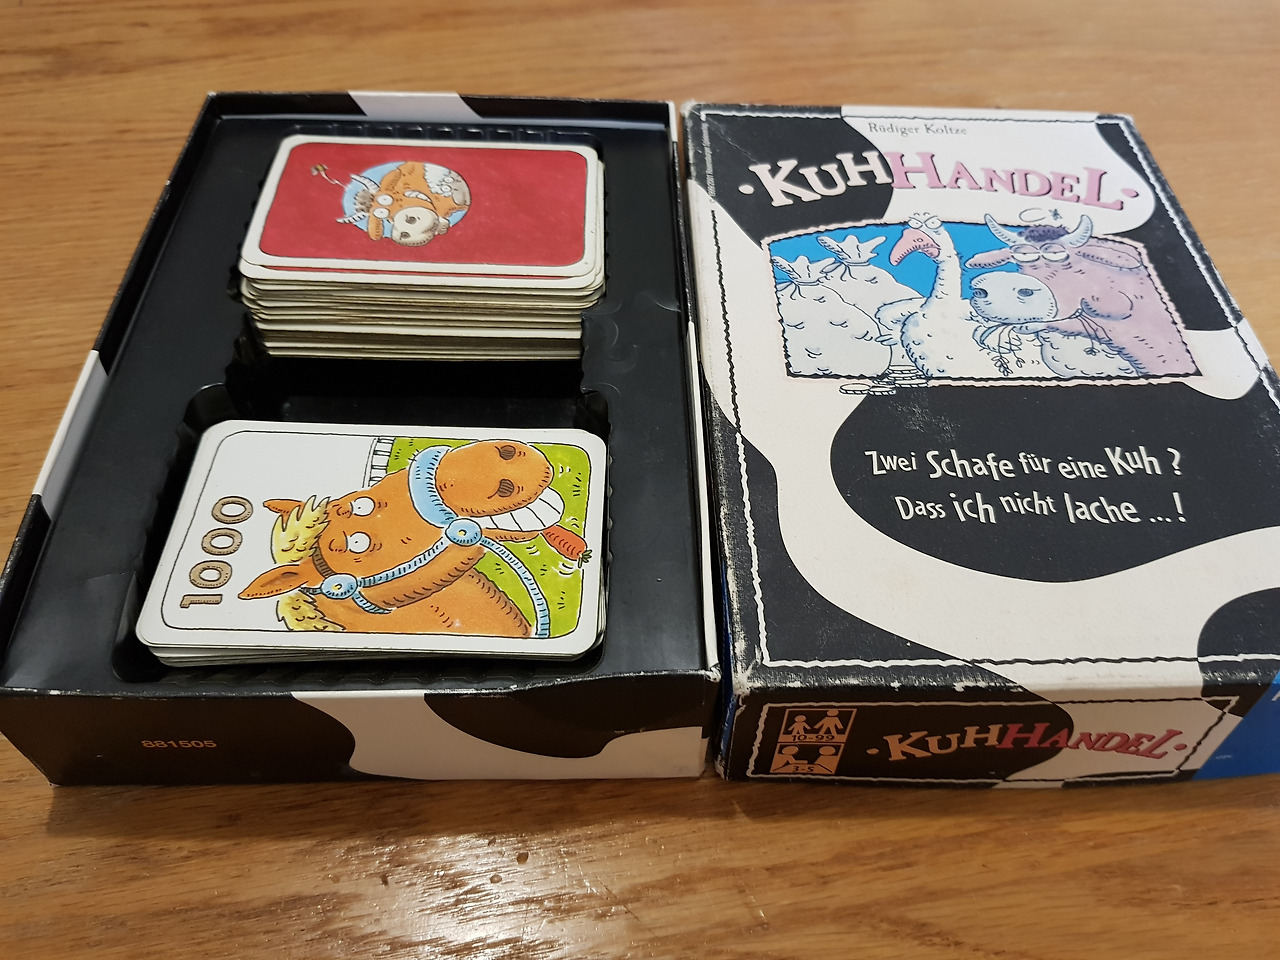 1000
881505
Rüdiger Koltze
KUHHANDEL
Zwei Schafe für eine Kuh ?
Dass ich nicht lache ... !
10-99
3-5
KUHHANDEL